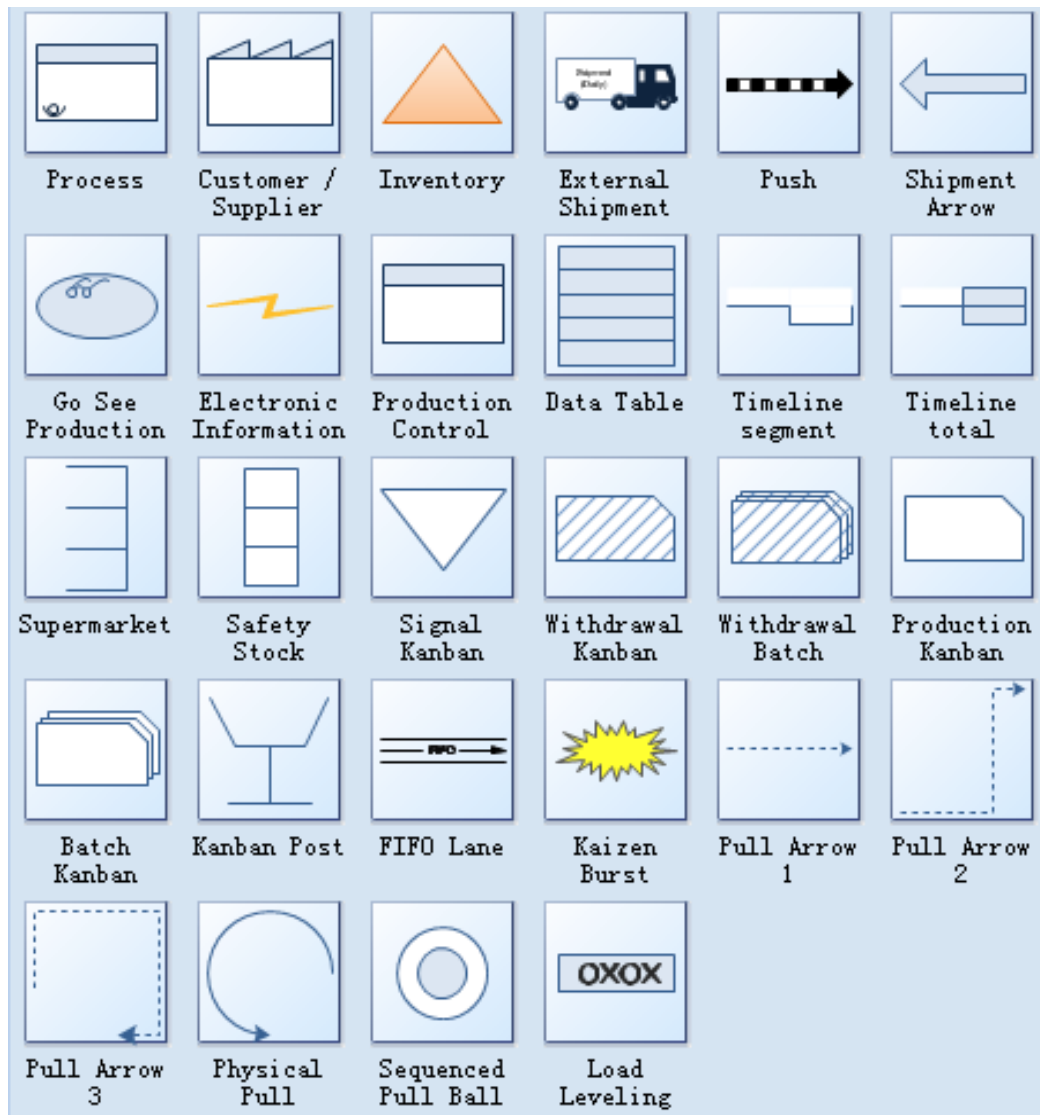 Shipment
(Daily)
Process
Customer /
Supplier
Inventory
External
Shipment
Push
Shipment
Arrow
Go See
Production
Electronic
Information
Production
Control
Data Table
Timeline
segment
Timeline
total
Supermarket
Safety
Stock
Signal
Kanban
Withdrawal
Kanban
Withdrawal
Batch
Production
Kanban
FIFO
Batch
Kanban
Kanban Post
FIFO Lane
Kaizen
Burst
Pull Arrow
1
Pull Arrow
2
OXOX
Pull Arrow
3
Physical
Pull
Sequenced
Pull Ball
Load
Leveling